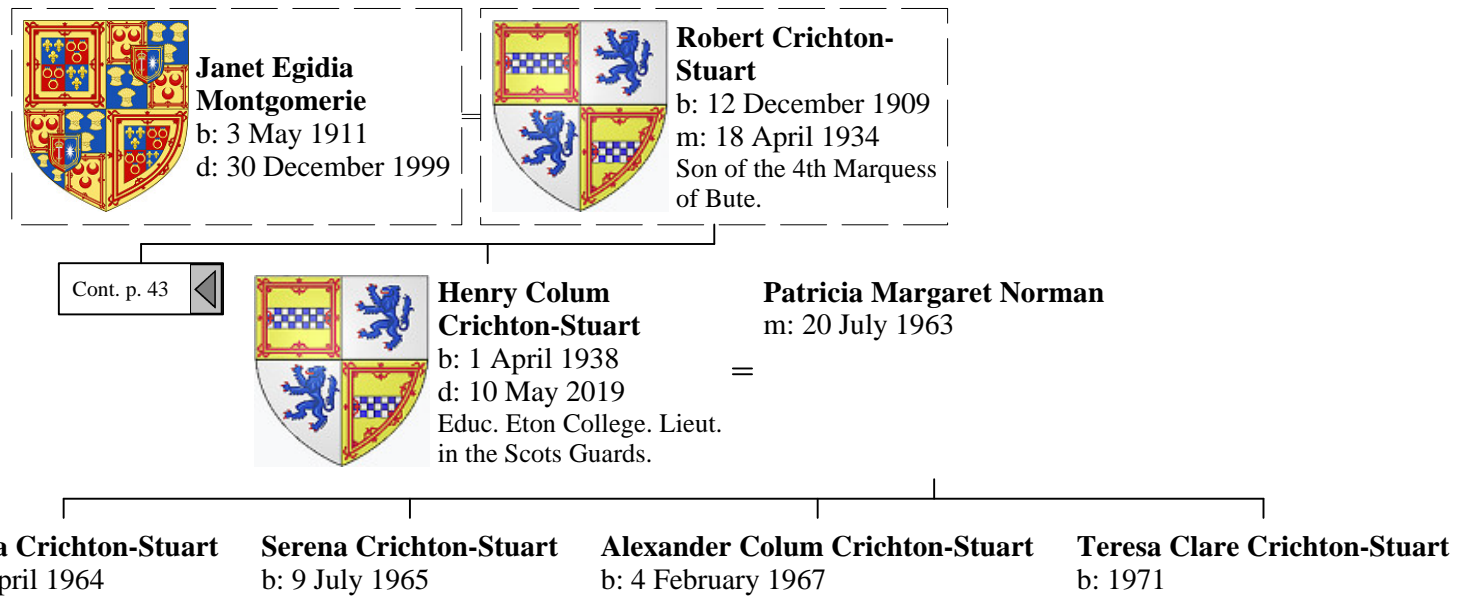 Janet Egidia
Montgomerie
b: 3 May 1911
d: 30 December 1999
Robert Crichton-
Stuart
b: 12 December 1909
m: 18 April 1934
Son of the 4th Marquess
of Bute.
Cont. p. 43
Henry Colum
Crichton-Stuart
b: 1 April 1938
d: 10 May 2019
Educ. Eton College. Lieut.
in the Scots Guards.
=
Patricia Margaret Norman
m: 20 July 1963
Crichton-Stuart
1964
Serena Crichton-Stuart
b: 9 July 1965
Alexander Colum Crichton-Stuart
b: 4 February 1967
Teresa Clare Crichton-Stuart
b: 1971